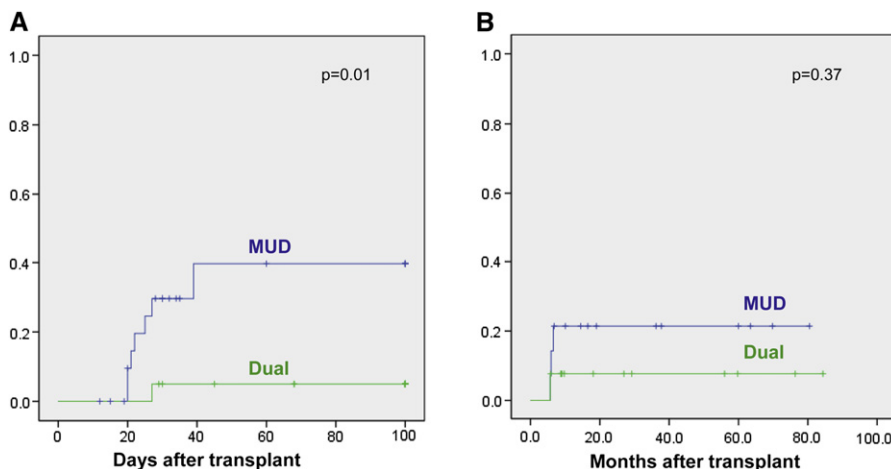 A
1.0
0.8
0.6
0.4
0.2
0.0
p=0.01
MUD
Dual
0 20 40 60 80 100
Days after transplant
B
1.0
0.8
0.6
0.4
0.2
0.0
p=0.37
MUD
Dual
0.0 20.0 40.0 60.0 80.0 100.0
Months after transplant